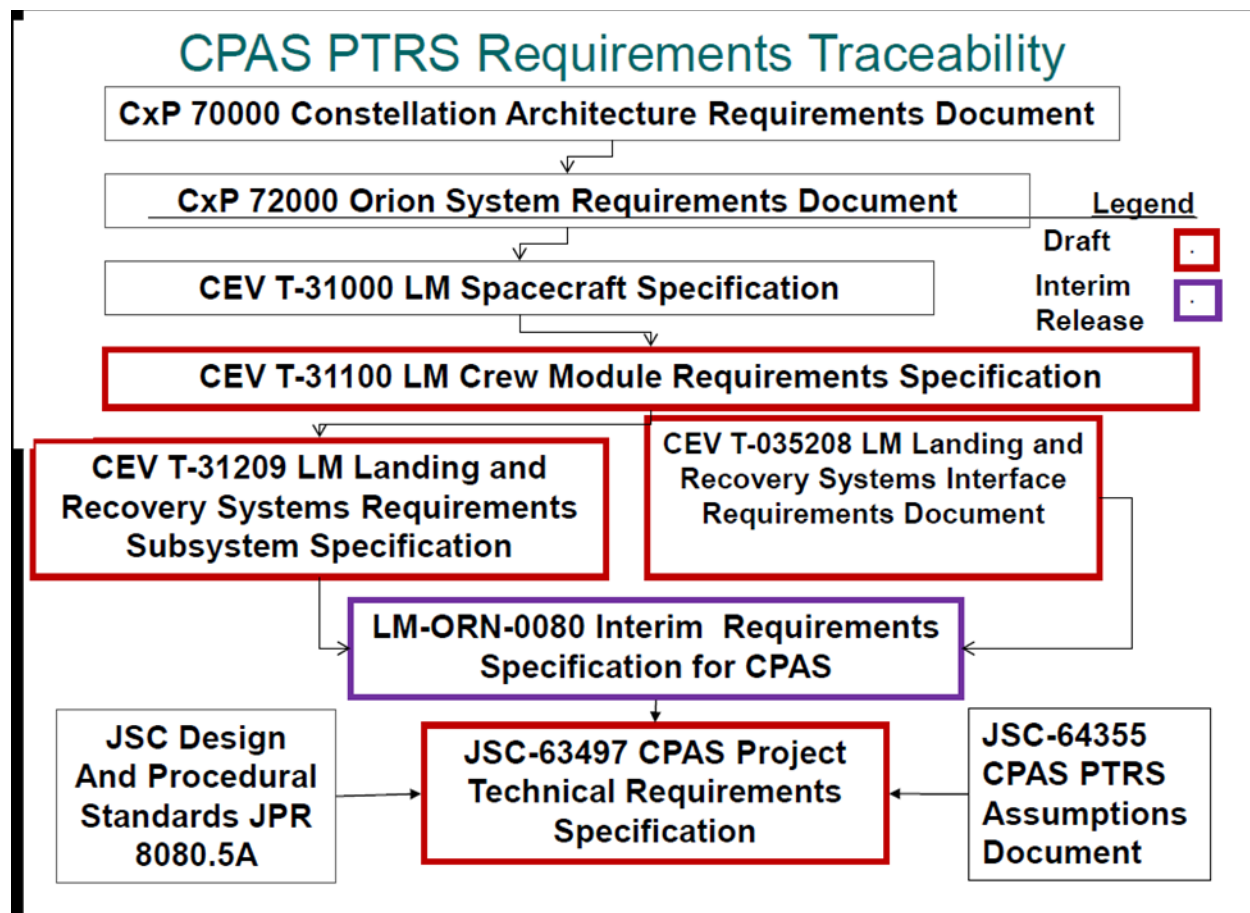 CPAS PTRS Requirements Traceability
CxP 70000 Constellation Architecture Requirements Document
CxP 72000 Orion System Requirements Document
Legend
Draft
Interim
Release
CEV T-31000 LM Spacecraft Specification
CEV T-31100 LM Crew Module Requirements Specification
CEV T-31209 LM Landing and
Recovery Systems Requirements
Subsystem Specification
CEV T-035208 LM Landing and
Recovery Systems Interface
Requirements Document
LM-ORN-0080 Interim  Requirements
Specification for CPAS
JSC Design
And Procedural
Standards JPR
8080.5A
JSC-63497 CPAS Project
Technical Requirements
Specification
JSC-64355
CPAS PTRS
Assumptions
Document